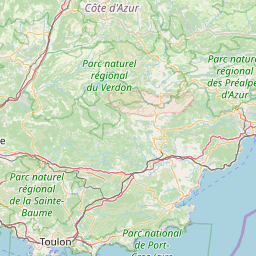 Côte d'Azur
Parc naturel
régional
du Verdon
Parc naturel
régional
des Préalpes
d'Azur
Parc naturel
régional
de la Sainte-
Baume
Toulon
Parc national
de Port-